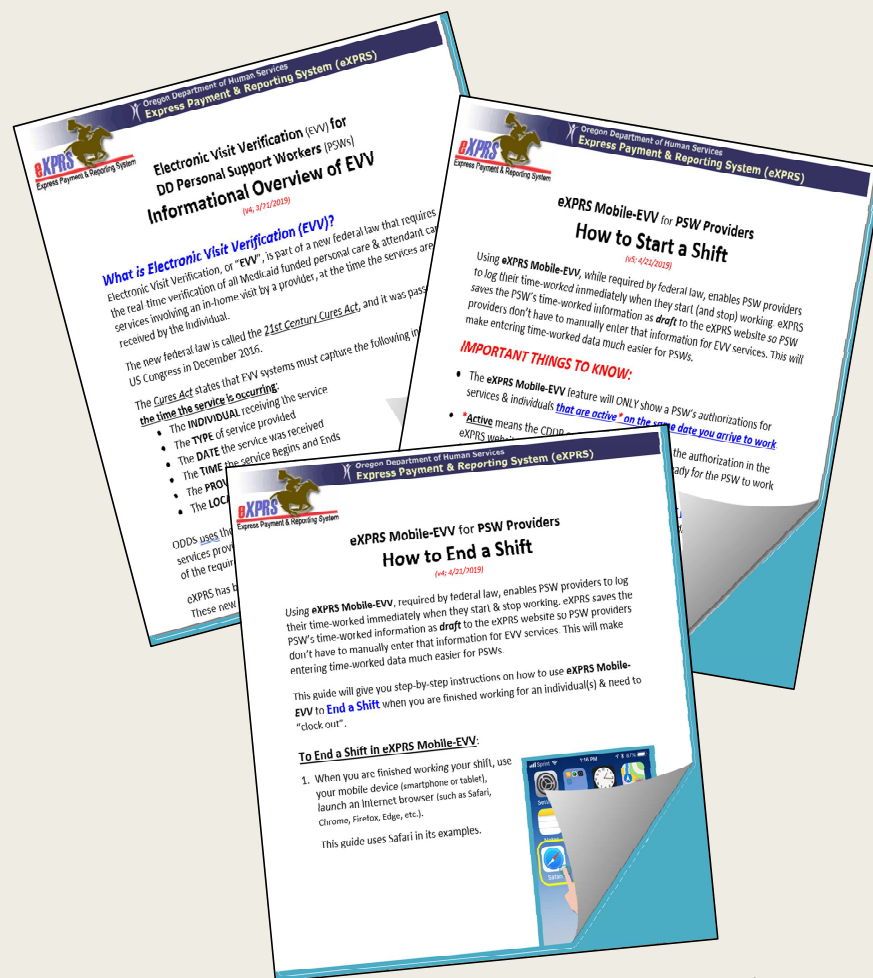 Oregon Department of Human Services
Express Payment & Reporting System (eXPRS)
eXPRS
Express Payment & Reporting System
Electronic Visit Verification (EVV) for
DD Personal Support Workers (PSWs)
Informational Overview of EVV
(v4; 3/21/2019)
What is Electronic Visit Verification (EVV)?
Electronic Visit Verification, or "EVV", is part of a new federal law that requires
the real-time verification of all Medicaid funded personal care & attendant
services involving an in-home visit by a provider, at the time the services are
received by the Individual.
The new federal law is called the 21st Century Cures Act, and it was
US Congress in December 2016.
The Cures Act states that EVV systems must capture the following
the time the service is occurring:
• The INDIVIDUAL receiving the service
• The TYPE of service provided
• The DATE the service was received
• The TIME the service Begins and Ends
• The
• The
ODDS uses
services
of the
eXPRS has
These new
Oregon Department of Human Services
Express Payment & Reporting System (eXPRS)
eXPRS
Express Payment & Reporting System
eXPRS Mobile-EVV for PSW Providers
How to Start a Shift
(v5; 4/21/2019)
Using eXPRS Mobile-EVV, while required by federal law, enables PSW providers
to log their time-worked immediately when they start (and stop) working. eXPRS
saves the PSW's time-worked information as draft to the eXPRS website so PSW
providers don't have to manually enter that information for EVV services. This will
make entering time-worked data much easier for PSWs.
IMPORTANT THINGS TO KNOW:
• The eXPRS Mobile-EVV feature will ONLY show a PSW's authorizations for
services & individuals that are active* on the same date you arrive to work
• *Active means the CDDP
the authorization in the
eXPRS
for the PSW to work
Oregon Department of Human Services
Express Payment & Reporting System (eXPRS)
eXPRS
Express Payment & Reporting System
eXPRS Mobile-EVV for PSW Providers
How to End a Shift
(v4; 4/21/2019)
Using eXPRS Mobile-EVV, required by federal law, enables PSW providers to log
their time-worked immediately when they start & stop working. eXPRS saves the
PSW's time-worked information as draft to the eXPRS website so PSW providers
don't have to manually enter that information for EVV services. This will make
entering time-worked data much easier for PSWs.
This guide will give you step-by-step instructions on how to use eXPRS Mobile-
EVV to End a Shift when you are finished working for an individual(s) & need to
"clock out".
To End a Shift in eXPRS Mobile-EVV:
1. When you are finished working your shift, use
your mobile device (smartphone or tablet),
launch an Internet browser (such as Safari,
Chrome, Firefox, Edge, etc.).
This guide uses Safari in its examples.
Sprint
Safari